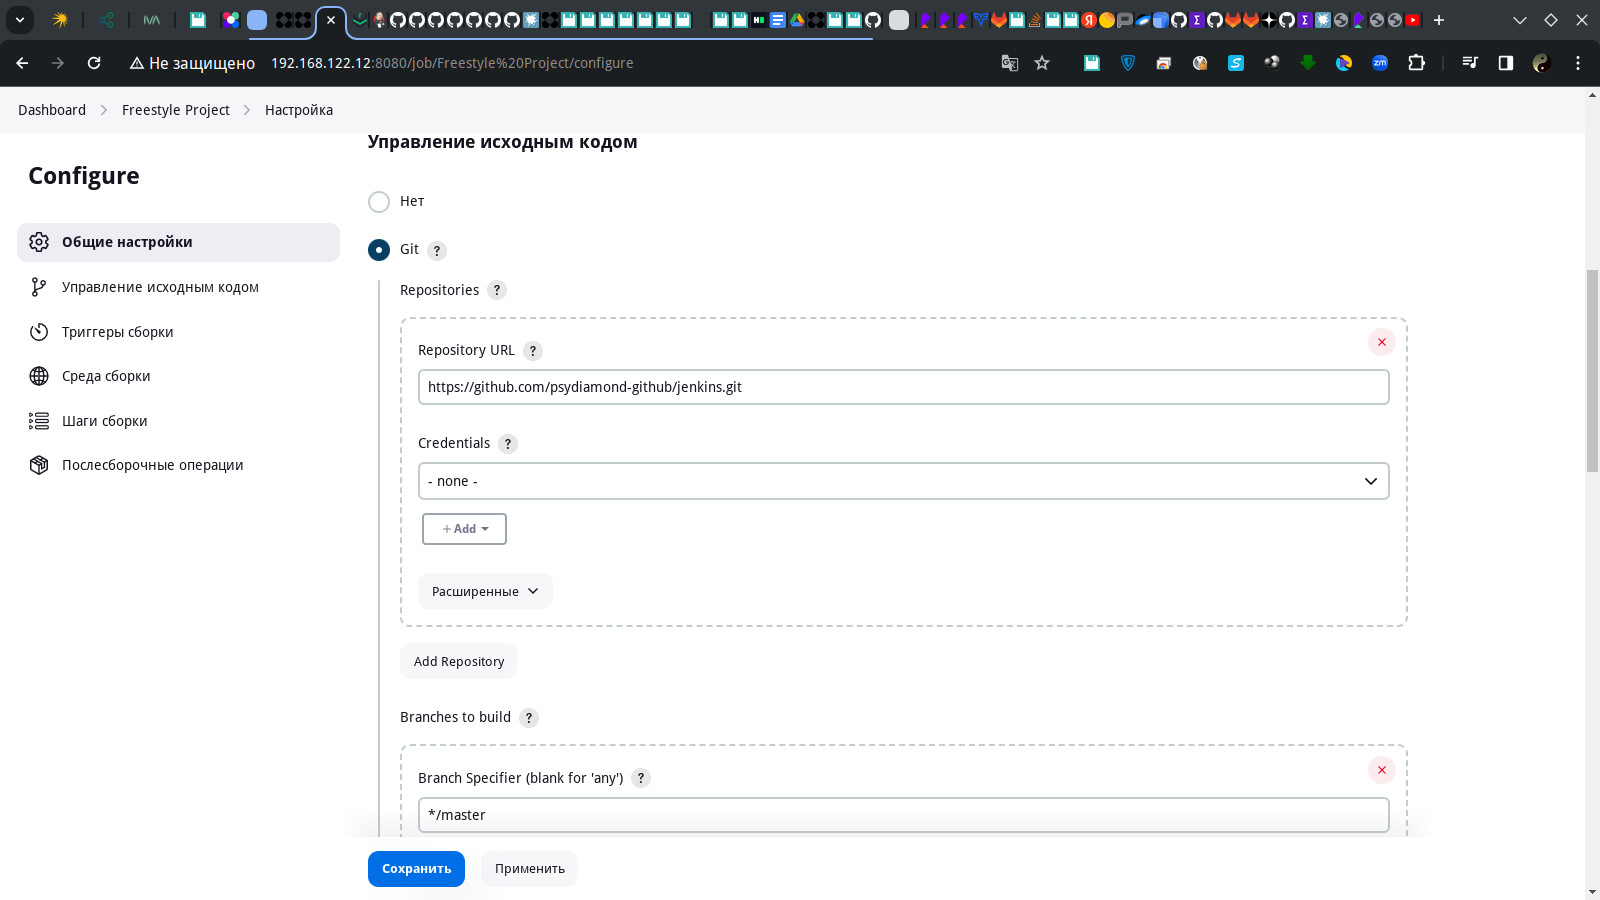 Не защищено
192.168.122.12:8080/job/Freestyle%20Project/configure
Dashboard
Freestyle Project
Настройка
Configure
Общие настройки
Управление исходным кодом
Триггеры сборки
Среда сборки
Шаги сборки
Послесборочные операции
Управление исходным кодом
Нет
Git ?
Repositories ?
Repository URL ?
https://github.com/psydiamond-github/jenkins.git
Credentials ?
- none -
+ Add
Расширенные
Add Repository
Branches to build ?
Branch Specifier (blank for 'any') ?
*/master
Сохранить
Применить